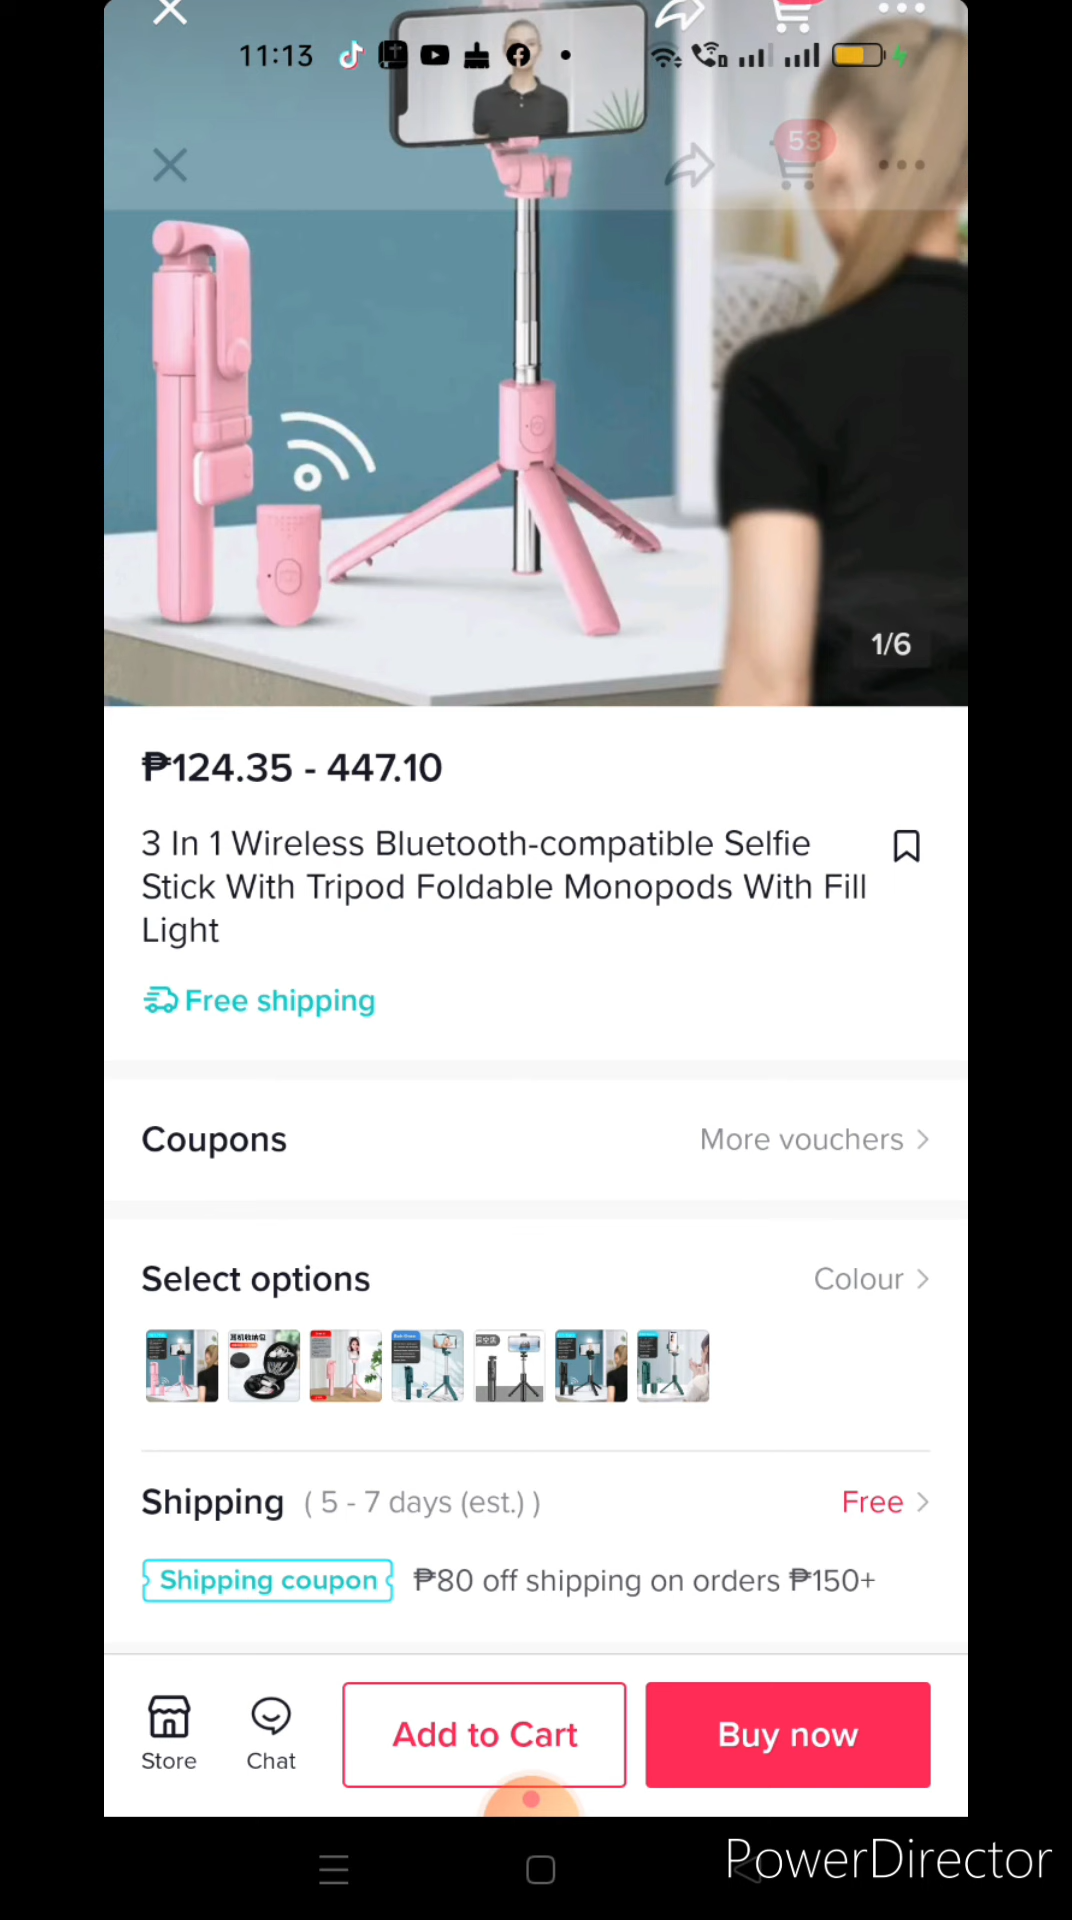 11:13
53
1/6
₱124.35 - 447.10
3 In 1 Wireless Bluetooth-compatible Selfie
Stick With Tripod Foldable Monopods With Fill
Light
Free shipping
Coupons
More vouchers
Select options
Colour
Shipping ( 5 - 7 days (est.) )
Free
Shipping coupon ₱80 off shipping on orders ₱150+
Store
Chat
Add to Cart
Buy now
PowerDirector